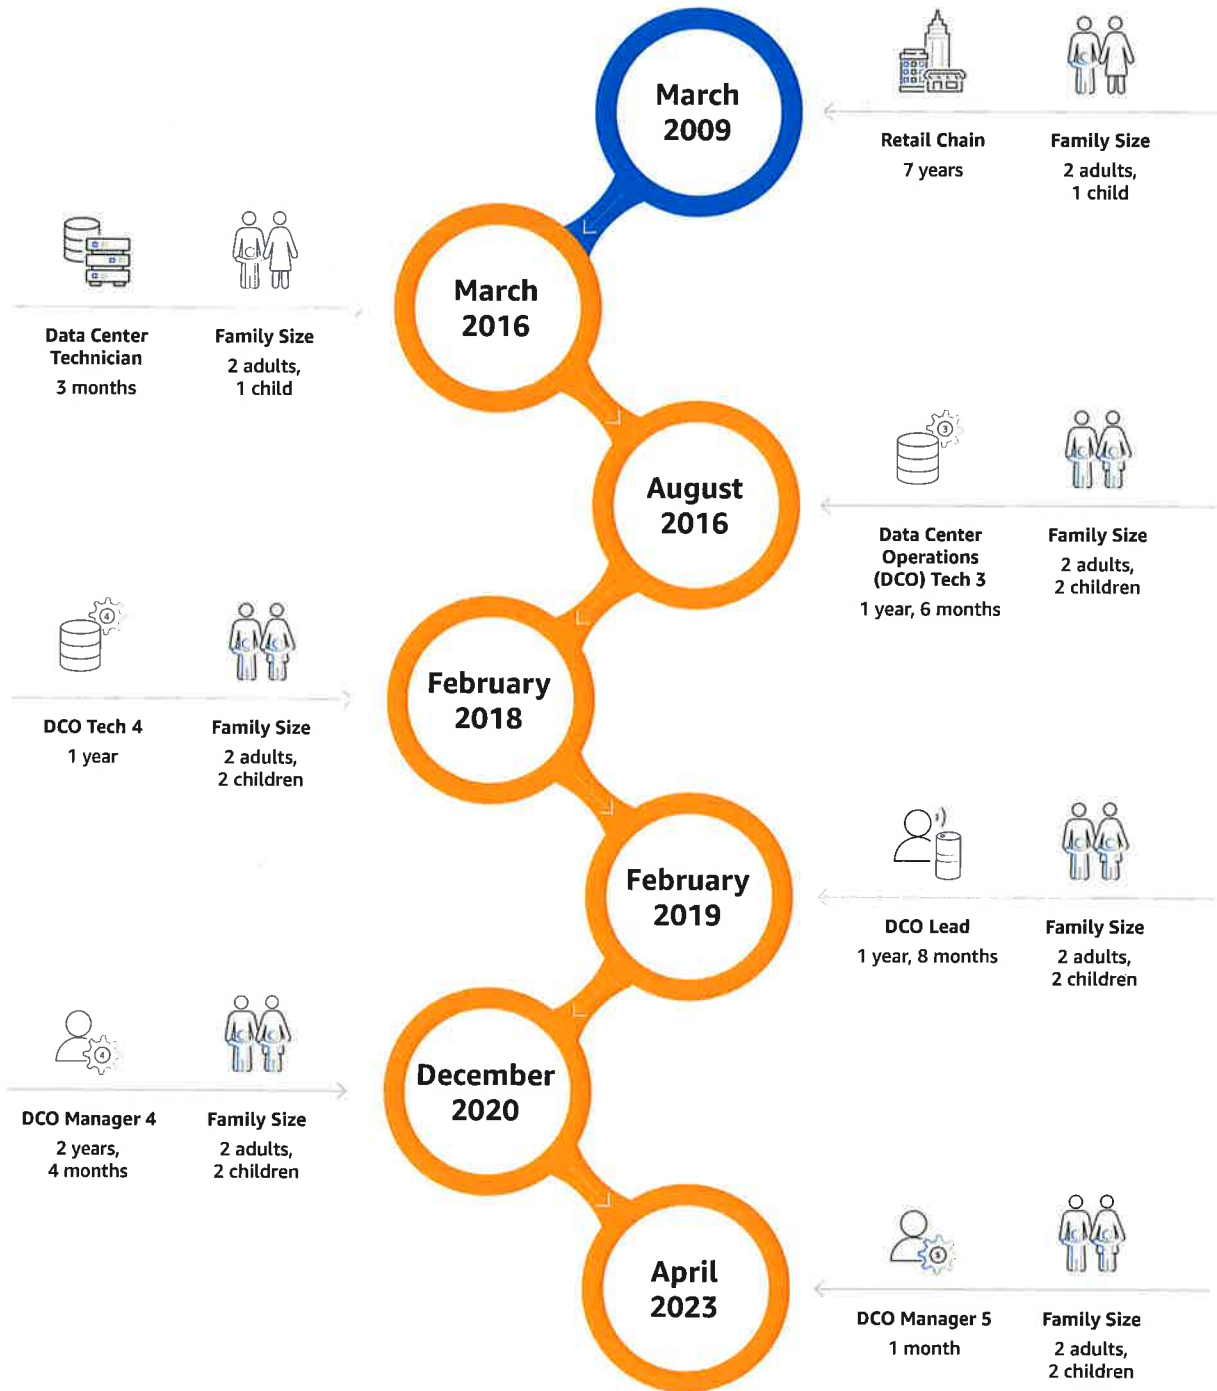 March
2009
Retail Chain
7 years
Family Size
2 adults,
1 child
March
2016
Data Center
Technician
3 months
Family Size
2 adults,
1 child
August
2016
3
Data Center
Operations
(DCO) Tech 3
1 year, 6 months
Family Size
2 adults,
2 children
February
2018
4
DCO Tech 4
1 year
Family Size
2 adults,
2 children
February
2019
DCO Lead
1 year, 8 months
Family Size
2 adults,
2 children
December
2020
4
DCO Manager 4
2 years,
4 months
Family Size
2 adults,
2 children
April
2023
5
DCO Manager 5
1 month
Family Size
2 adults,
2 children